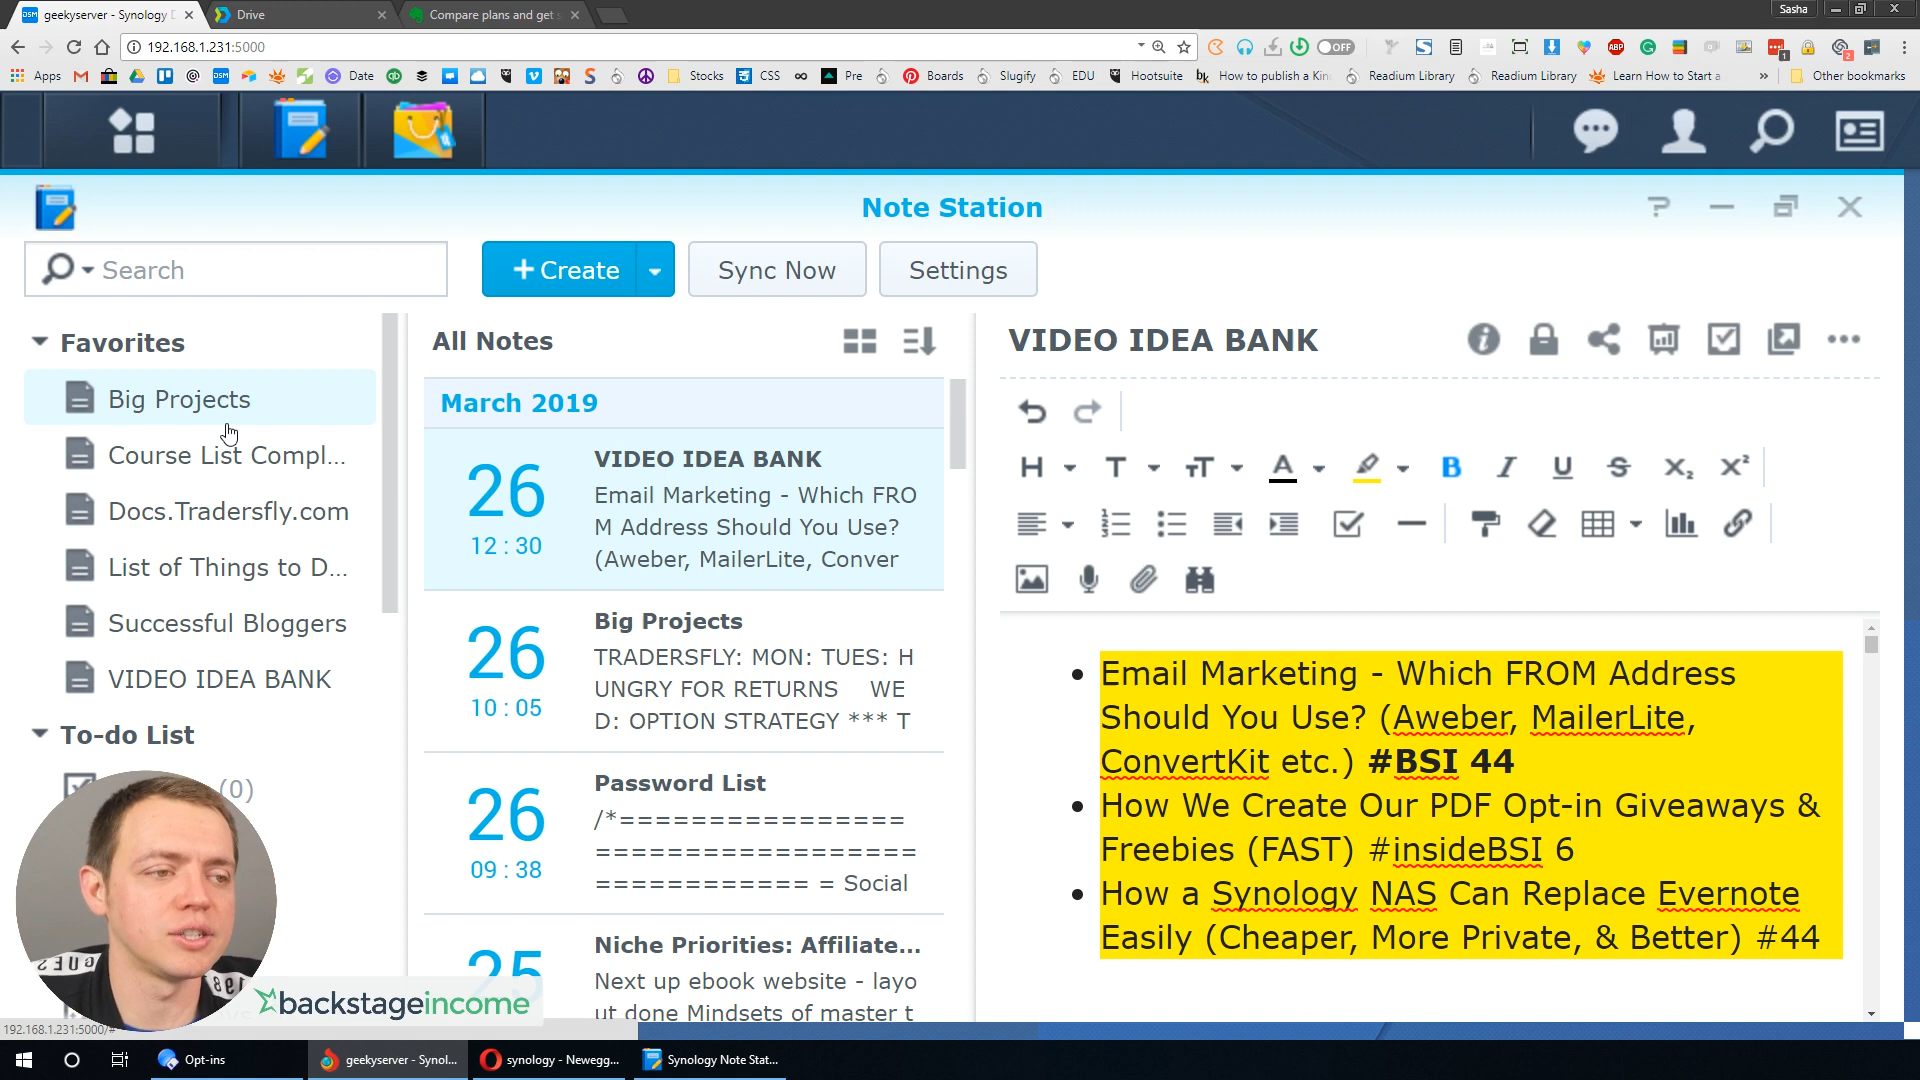 geekyserver - Synology D
Drive
Compare plans and get s
Sasha
192.168.1.231:5000
OFF
Apps
Date
Stocks
CSS
Pre
Boards
Slugify
EDU
Hootsuite
How to publish a Kin
Readium Library
Readium Library
Learn How to Start a
Other bookmarks
Note Station
Search
+ Create
Sync Now
Settings
Favorites
Big Projects
Course List Compl...
Docs.Tradersfly.com
List of Things to D...
Successful Bloggers
VIDEO IDEA BANK
To-do List
(0)
All Notes
March 2019
26
12 : 30
VIDEO IDEA BANK
Email Marketing - Which FRO
M Address Should You Use?
(Aweber, MailerLite, Conver
26
10 : 05
Big Projects
TRADERSFLY: MON: TUES: H
UNGRY FOR RETURNS WE
D: OPTION STRATEGY *** T
26
09 : 38
Password List
/*================
===================
============ = Social
25
Niche Priorities: Affiliate...
Next up ebook website - layo
ut done Mindsets of master t
VIDEO IDEA BANK
Email Marketing - Which FROM Address
Should You Use? (Aweber, MailerLite,
ConvertKit etc.) #BSI 44
How We Create Our PDF Opt-in Giveaways &
Freebies (FAST) #insideBSI 6
How a Synology NAS Can Replace Evernote
Easily (Cheaper, More Private, & Better) #44
backstageincome
192.168.1.231:5000/#
Opt-ins
geekyserver - Synol...
synology - Newegg...
Synology Note Stat...